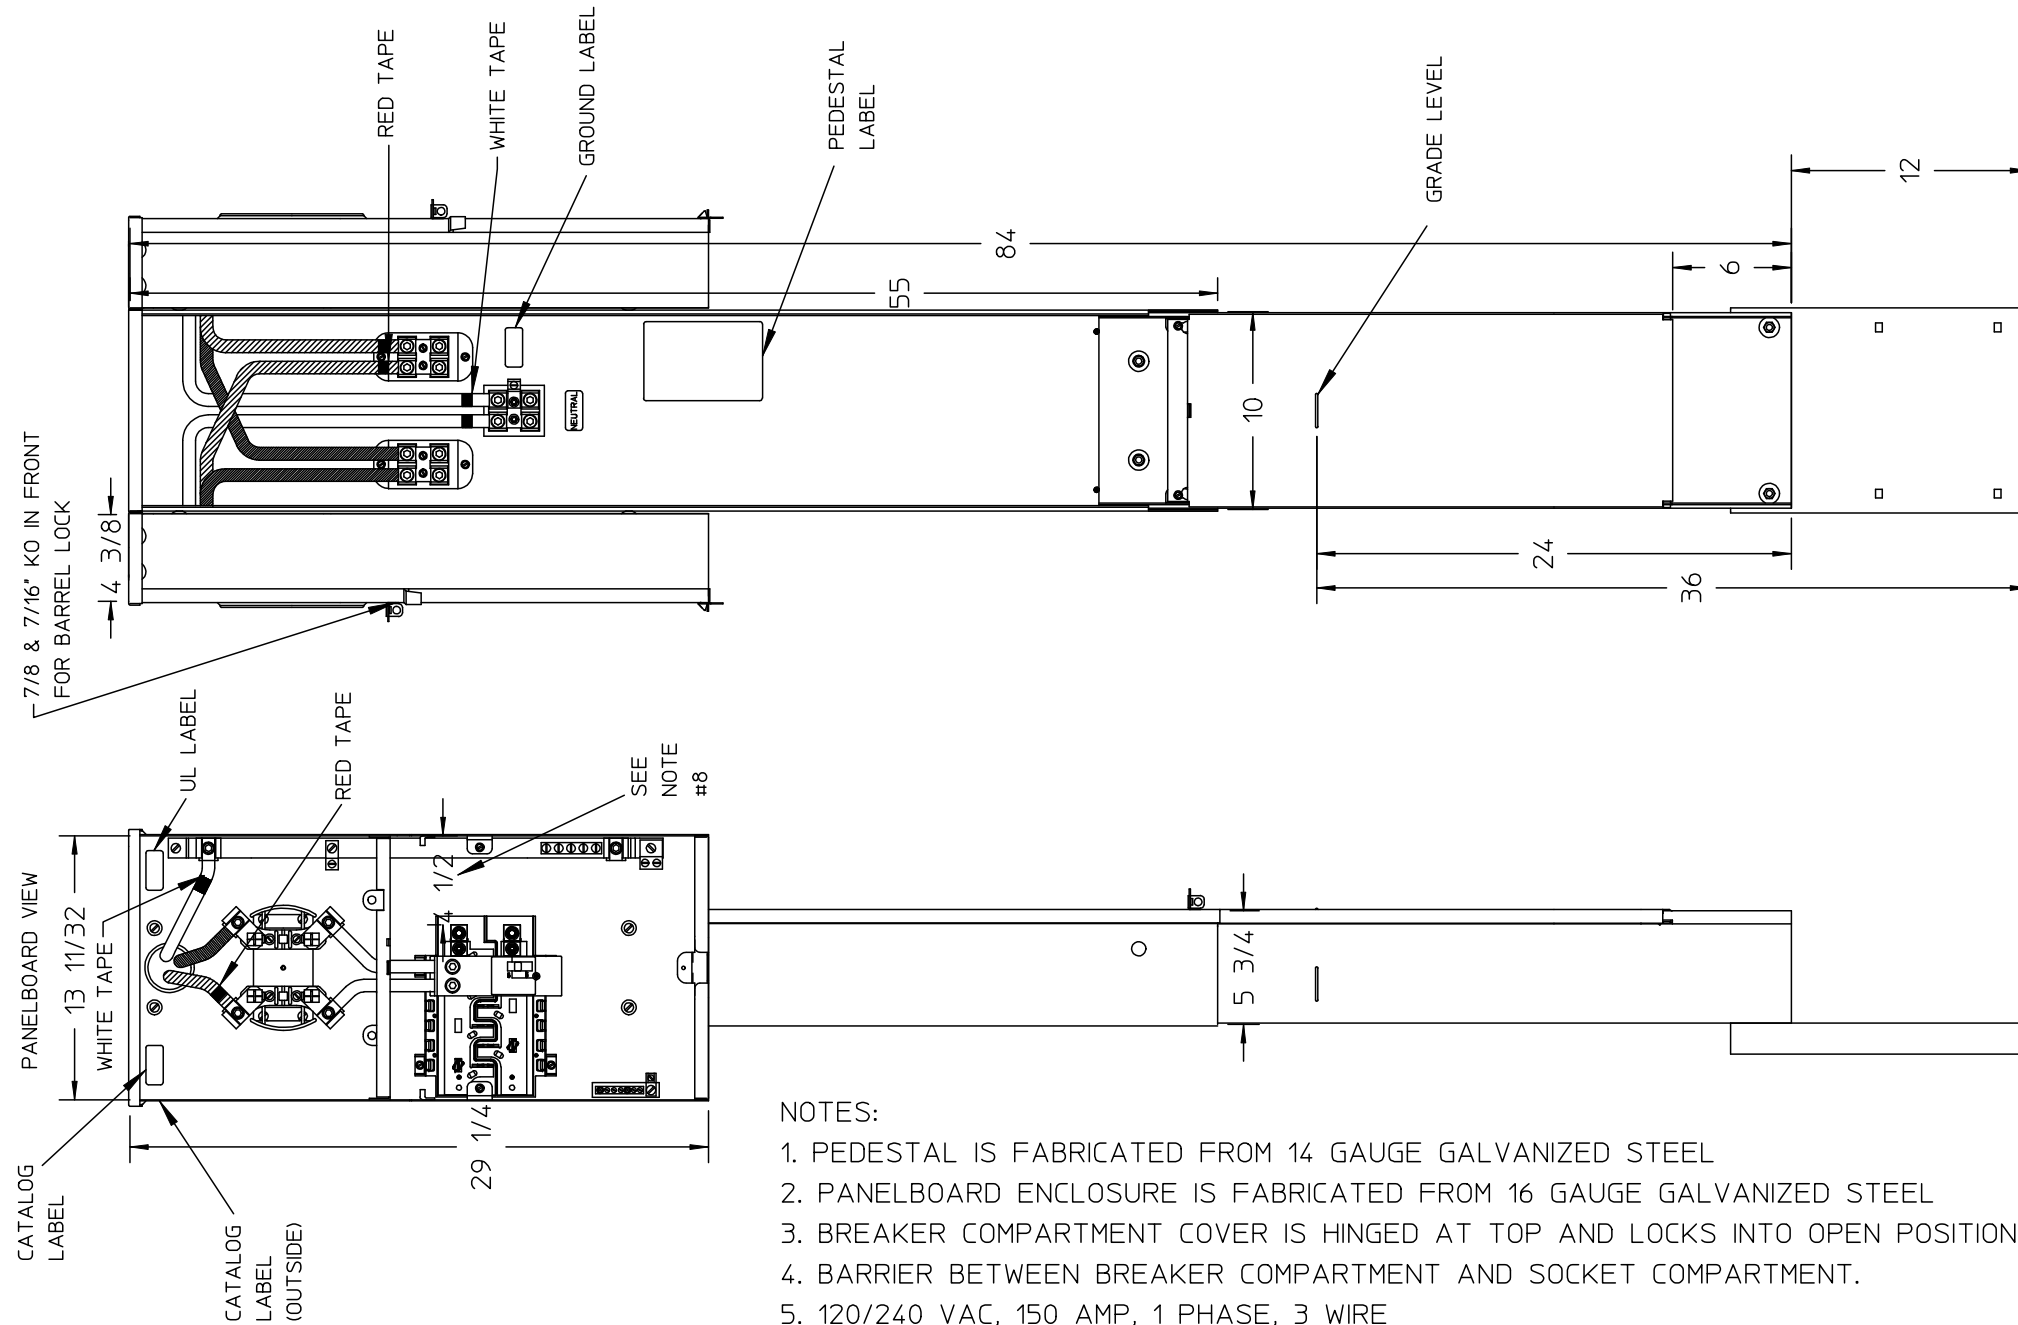 7/8 & 7/16" KO IN FRONT
FOR BARREL LOCK
4 3/8
RED TAPE
WHITE TAPE
GROUND LABEL
PEDESTAL
LABEL
GRADE LEVEL
NEUTRAL
84
55
12
6
10
24
36
PANELBOARD VIEW
13 11/32
WHITE TAPE
UL LABEL
RED TAPE
SEE
NOTE
#8
4 1/2
29 1/4
5 3/4
CATALOG
LABEL
CATALOG
LABEL
(OUTSIDE)
NOTES:
1. PEDESTAL IS FABRICATED FROM 14 GAUGE GALVANIZED STEEL
2. PANELBOARD ENCLOSURE IS FABRICATED FROM 16 GAUGE GALVANIZED STEEL
3. BREAKER COMPARTMENT COVER IS HINGED AT TOP AND LOCKS INTO OPEN POSITION
4. BARRIER BETWEEN BREAKER COMPARTMENT AND SOCKET COMPARTMENT.
5. 120/240 VAC, 150 AMP, 1 PHASE, 3 WIRE